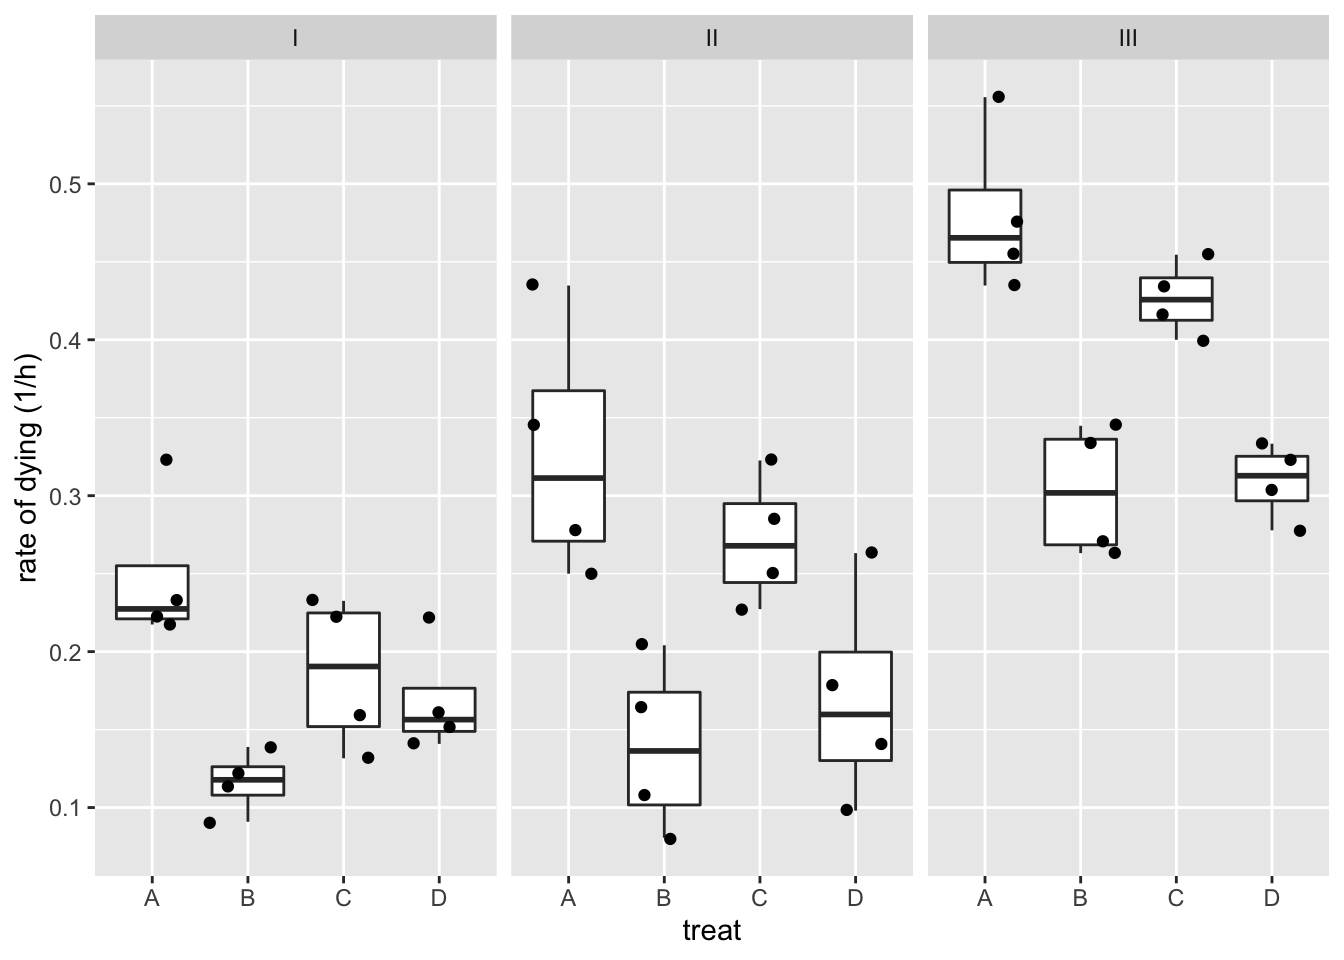 I II III
0.5
0.4
0.3
0.2
0.1
rate of dying (1/h)
A B C D A B C D A B C D
treat